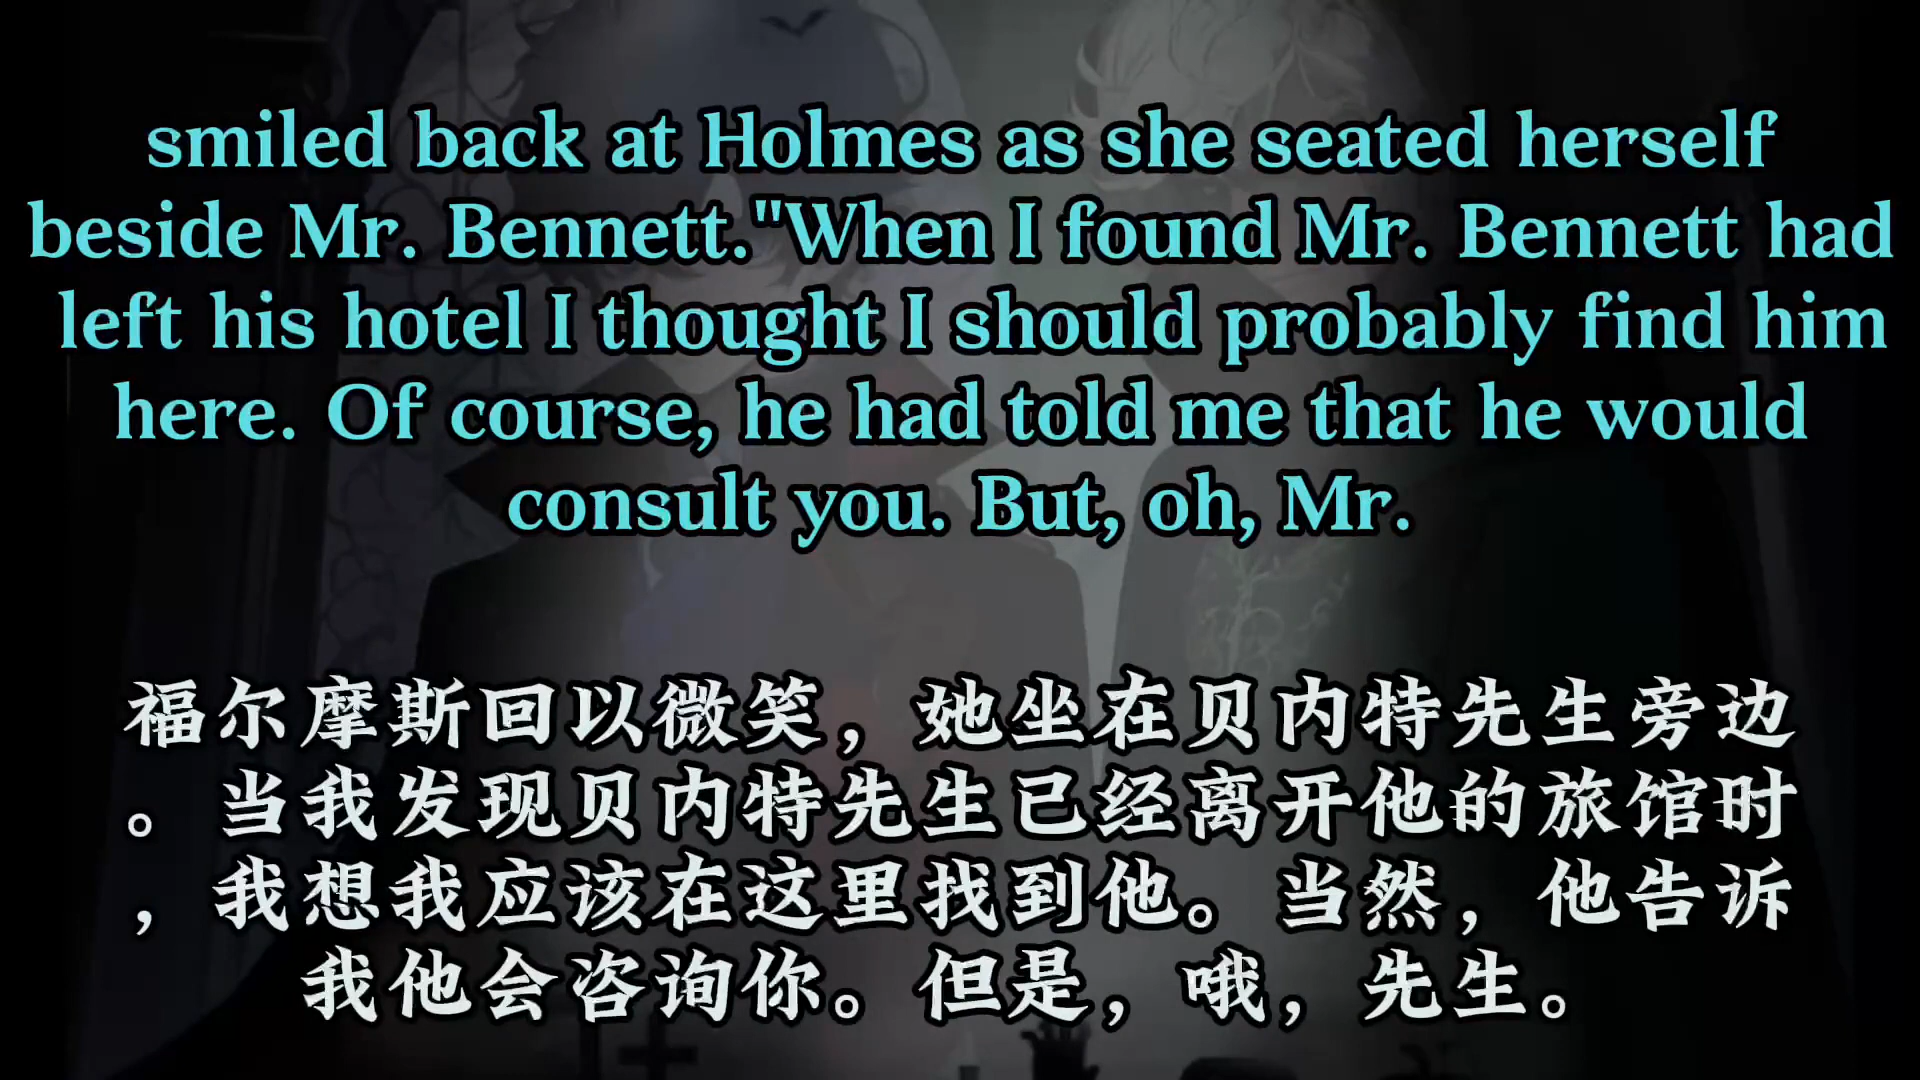 smiled back at Holmes as she seated herself
beside Mr. Bennett."When I found Mr. Bennett had
left his hotel I thought I should probably find him
here. Of course, he had told me that he would
consult you. But, oh, Mr.
福尔摩斯回以微笑，她坐在贝内特先生旁边
。当我发现贝内特先生已经离开他的旅馆时
，我想我应该在这里找到他。当然，他告诉
我他会咨询你。但是，哦，先生。